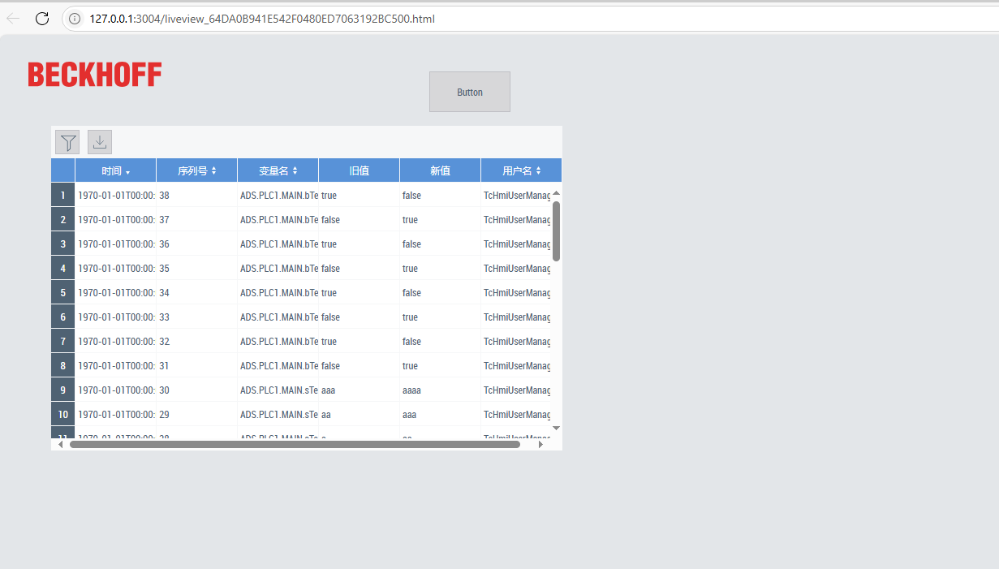 127.0.0.1:3004/liveview_64DA0B941E542F0480ED7063192BC500.html
BECKHOFF
Button
时间 序列号 变量名 旧值 新值 用户名
1 1970-01-01T00:00: 38 ADS.PLC1.MAIN.bTe true false TcHmiUserManag
2 1970-01-01T00:00: 37 ADS.PLC1.MAIN.bTe false true TcHmiUserManag
3 1970-01-01T00:00: 36 ADS.PLC1.MAIN.bTe true false TcHmiUserManag
4 1970-01-01T00:00: 35 ADS.PLC1.MAIN.bTe false true TcHmiUserManag
5 1970-01-01T00:00: 34 ADS.PLC1.MAIN.bTe true false TcHmiUserManag
6 1970-01-01T00:00: 33 ADS.PLC1.MAIN.bTe false true TcHmiUserManag
7 1970-01-01T00:00: 32 ADS.PLC1.MAIN.bTe true false TcHmiUserManag
8 1970-01-01T00:00: 31 ADS.PLC1.MAIN.bTe false true TcHmiUserManag
9 1970-01-01T00:00: 30 ADS.PLC1.MAIN.sTe aaa aaaa TcHmiUserManag
10 1970-01-01T00:00: 29 ADS.PLC1.MAIN.sTe aa aaa TcHmiUserManag